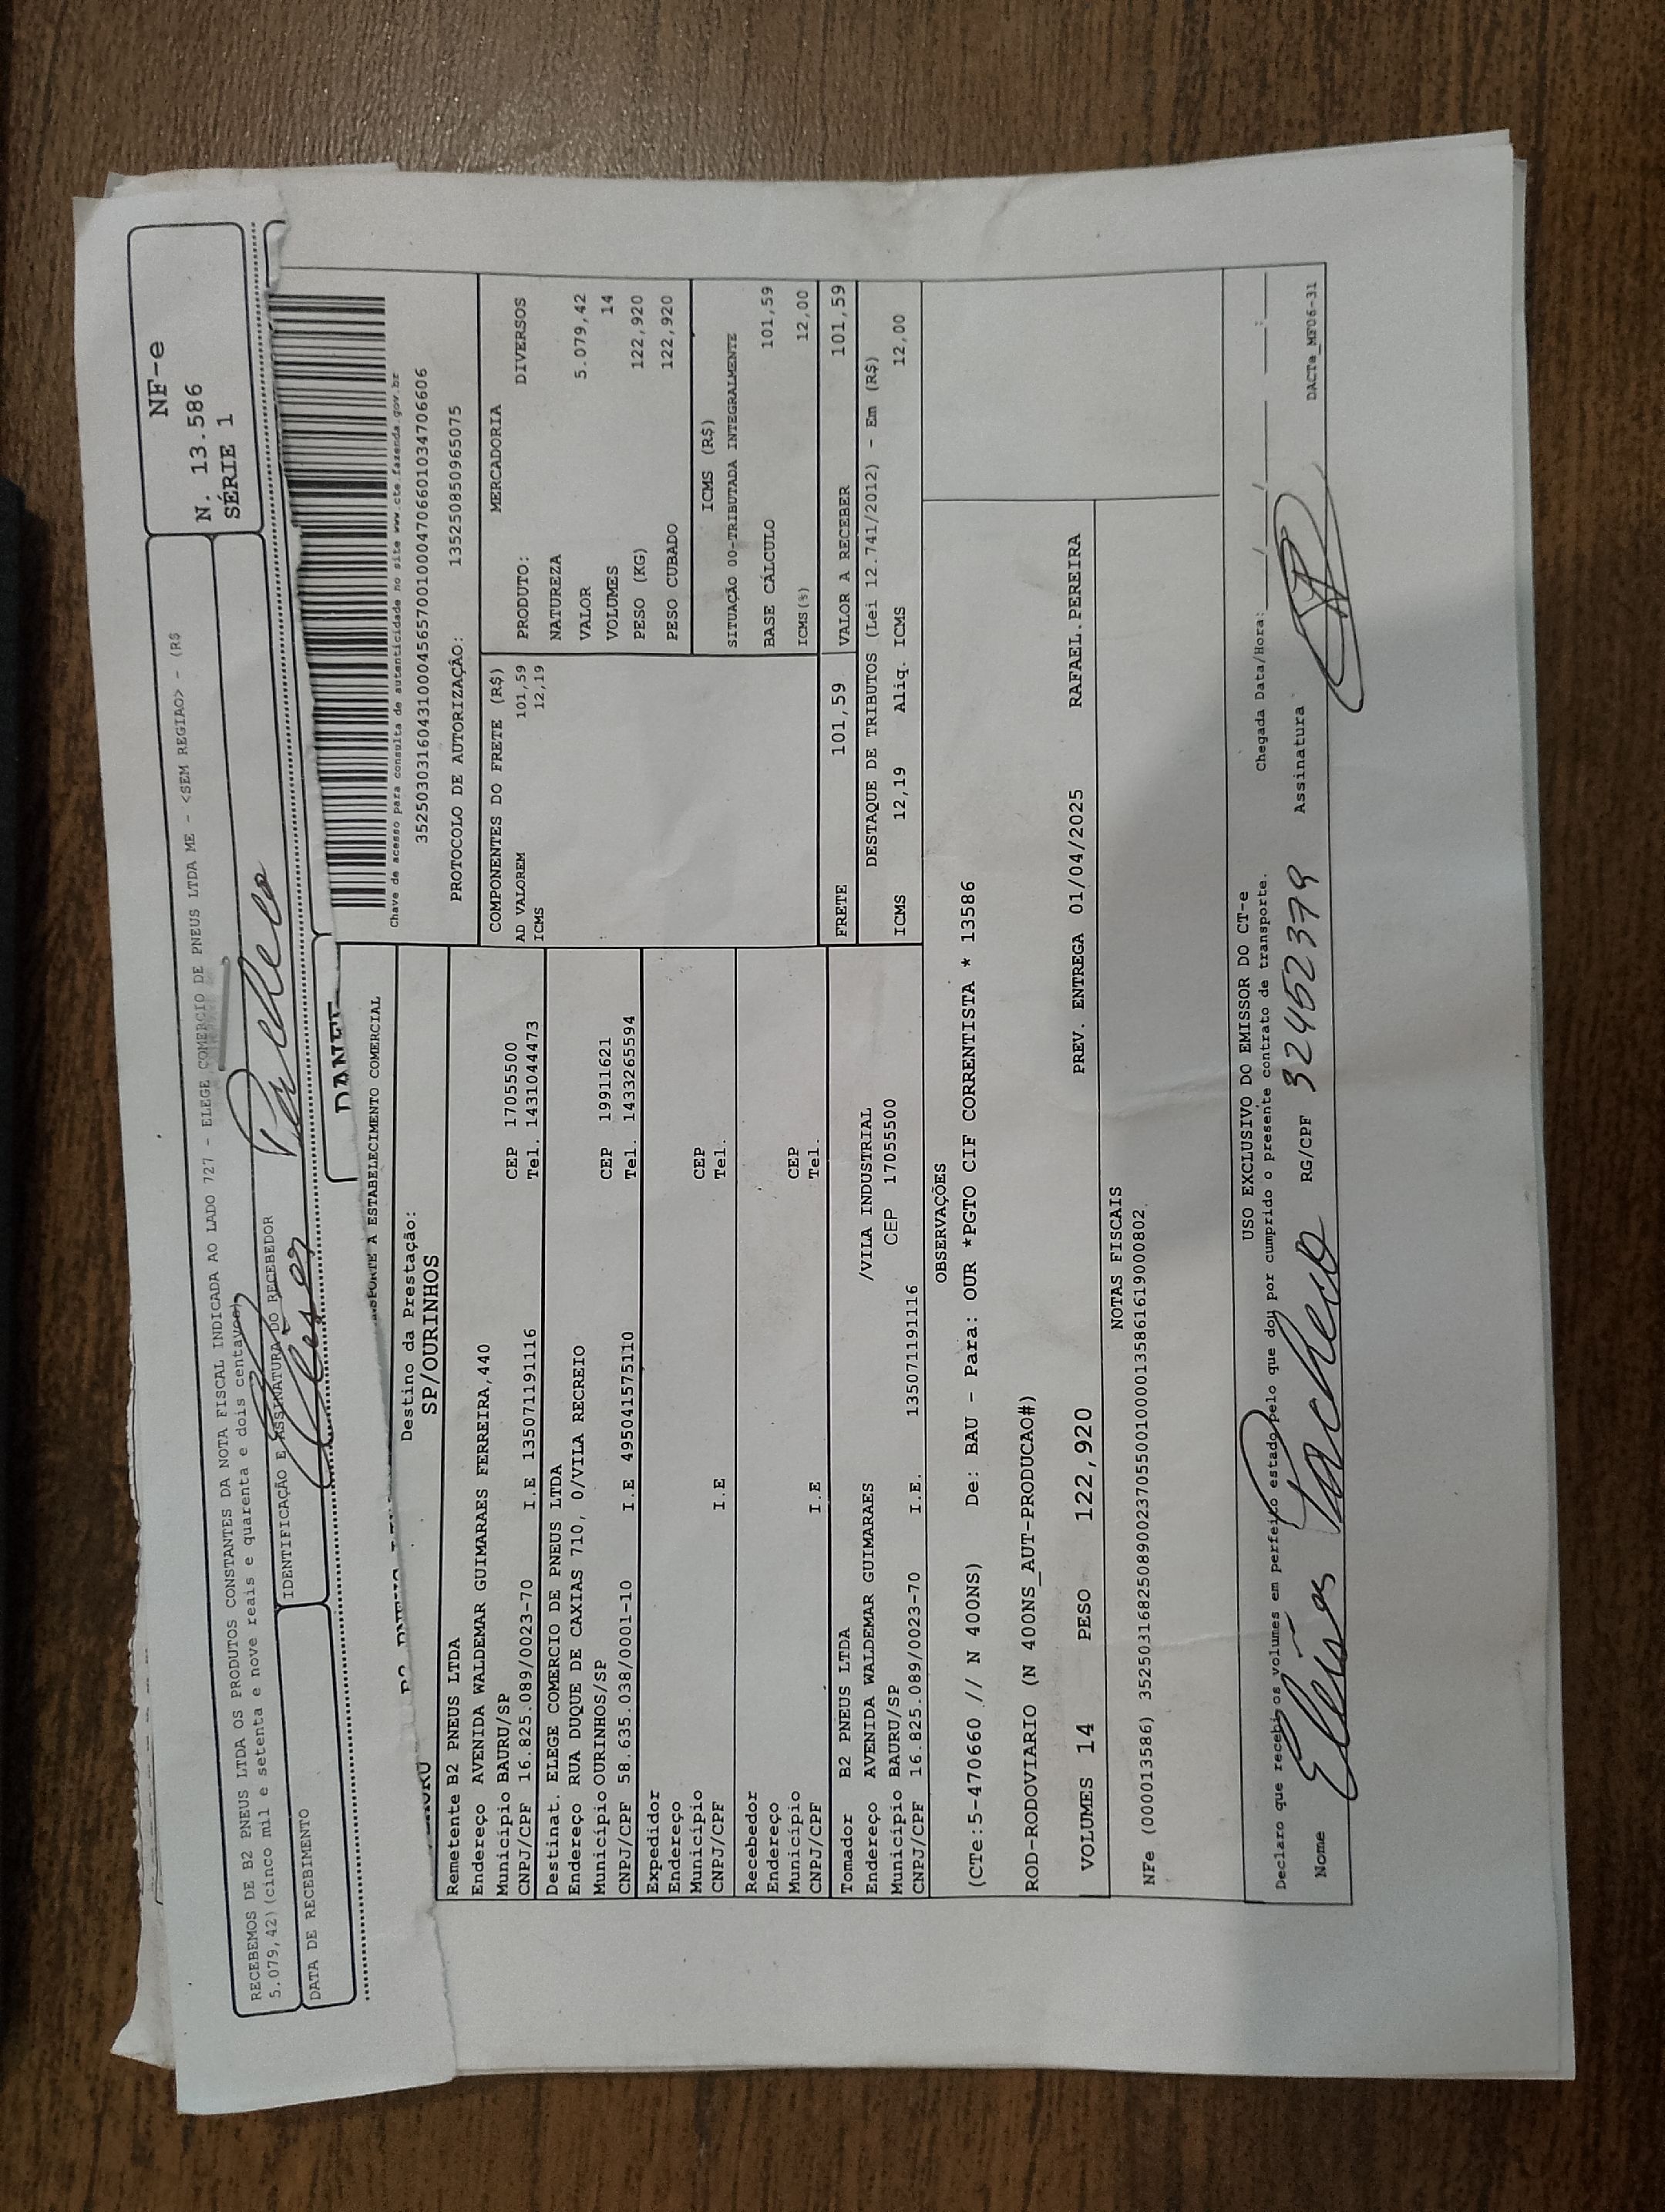 NF-e
N. 13.586
SÉRIE 1
RECEBEMOS DE B2 PNEUS LTDA OS PRODUTOS CONSTANTES DA NOTA FISCAL INDICADA AO LADO 727 - ELEGE COMERCIO DE PNEUS LTDA ME - <SEM REGIAO> - (R$
5.079,42)(cinco mil e setenta e nove reais e quarenta e dois centavos)
DATA DE RECEBIMENTO
IDENTIFICAÇÃO E ASSINATURA DO RECEBEDOR
Pacheco
DANFE
Chave de acesso para consulta de autenticidade no site www.cte.fazenda.gov.br
35250303160431000456570010004706601034706606
PROTOCOLO DE AUTORIZAÇÃO: 135250850965075
A ESTABELECIMENTO COMERCIAL
Destino da Prestação:
SP/OURINHOS
Remetente B2 PNEUS LTDA
Endereço AVENIDA WALDEMAR GUIMARAES FERREIRA,440
Município BAURU/SP CEP 17055500
CNPJ/CPF 16.825.089/0023-70 I.E 135071191116 Tel. 1431044473
Destinat. ELEGE COMERCIO DE PNEUS LTDA
Endereço RUA DUQUE DE CAXIAS 710, 0/VILA RECREIO
Município OURINHOS/SP CEP 19911621
CNPJ/CPF 58.635.038/0001-10 I.E 495041575110 Tel. 1433265594
Expedidor
Endereço
Município CEP
CNPJ/CPF I.E Tel.
Recebedor
Endereço
Município CEP
CNPJ/CPF I.E Tel.
Tomador B2 PNEUS LTDA
Endereço AVENIDA WALDEMAR GUIMARAES /VILA INDUSTRIAL
Município BAURU/SP CEP 17055500
CNPJ/CPF 16.825.089/0023-70 I.E. 135071191116
COMPONENTES DO FRETE (R$)
AD VALOREM 101,59
ICMS 12,19
MERCADORIA
PRODUTO: DIVERSOS
NATUREZA
VALOR 5.079,42
VOLUMES 14
PESO (KG) 122,920
PESO CUBADO 122,920
ICMS (R$)
SITUAÇÃO 00-TRIBUTADA INTEGRALMENTE
BASE CÁLCULO 101,59
ICMS(%) 12,00
FRETE 101,59 VALOR A RECEBER 101,59
DESTAQUE DE TRIBUTOS (Lei 12.741/2012) - Em (R$)
ICMS 12,19 Aliq. ICMS 12,00
OBSERVAÇÕES
(CTe:5-470660 // N 400NS) De: BAU - Para: OUR *PGTO CIF CORRENTISTA * 13586
ROD-RODOVIARIO (N 400NS_AUT-PRODUCAO#)
VOLUMES 14 PESO 122,920 PREV. ENTREGA 01/04/2025 RAFAEL.PEREIRA
NOTAS FISCAIS
NFe (000013586) 35250316825089002370550010000135861619000802
USO EXCLUSIVO DO EMISSOR DO CT-e
Declaro que recebi os volumes em perfeito estado pelo que dou por cumprido o presente contrato de transporte. Chegada Data/Hora: ___/___/___ ___:___
Nome Pacheco RG/CPF 32452379 Assinatura
DACTe_MF06-31